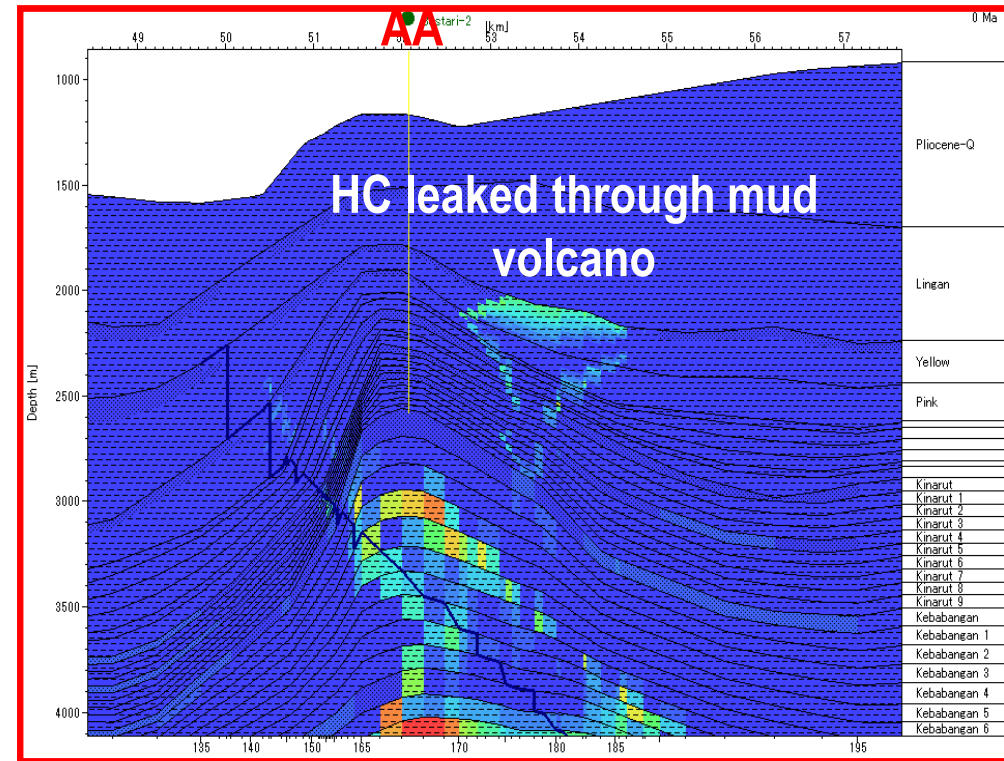 AA
[km]
0 Ma
49 50 51 53 54 55 56 57
1000
1500
2000
2500
3000
3500
4000
Depth [m]
HC leaked through mud
volcano
Pliocene-Q
Lingan
Yellow
Pink
Kinarut
Kinarut 1
Kinarut 2
Kinarut 3
Kinarut 4
Kinarut 5
Kinarut 6
Kinarut 7
Kinarut 8
Kinarut 9
Kebabangan
Kebabangan 1
Kebabangan 2
Kebabangan 3
Kebabangan 4
Kebabangan 5
Kebabangan 6
135 140 150 165 170 180 185 195